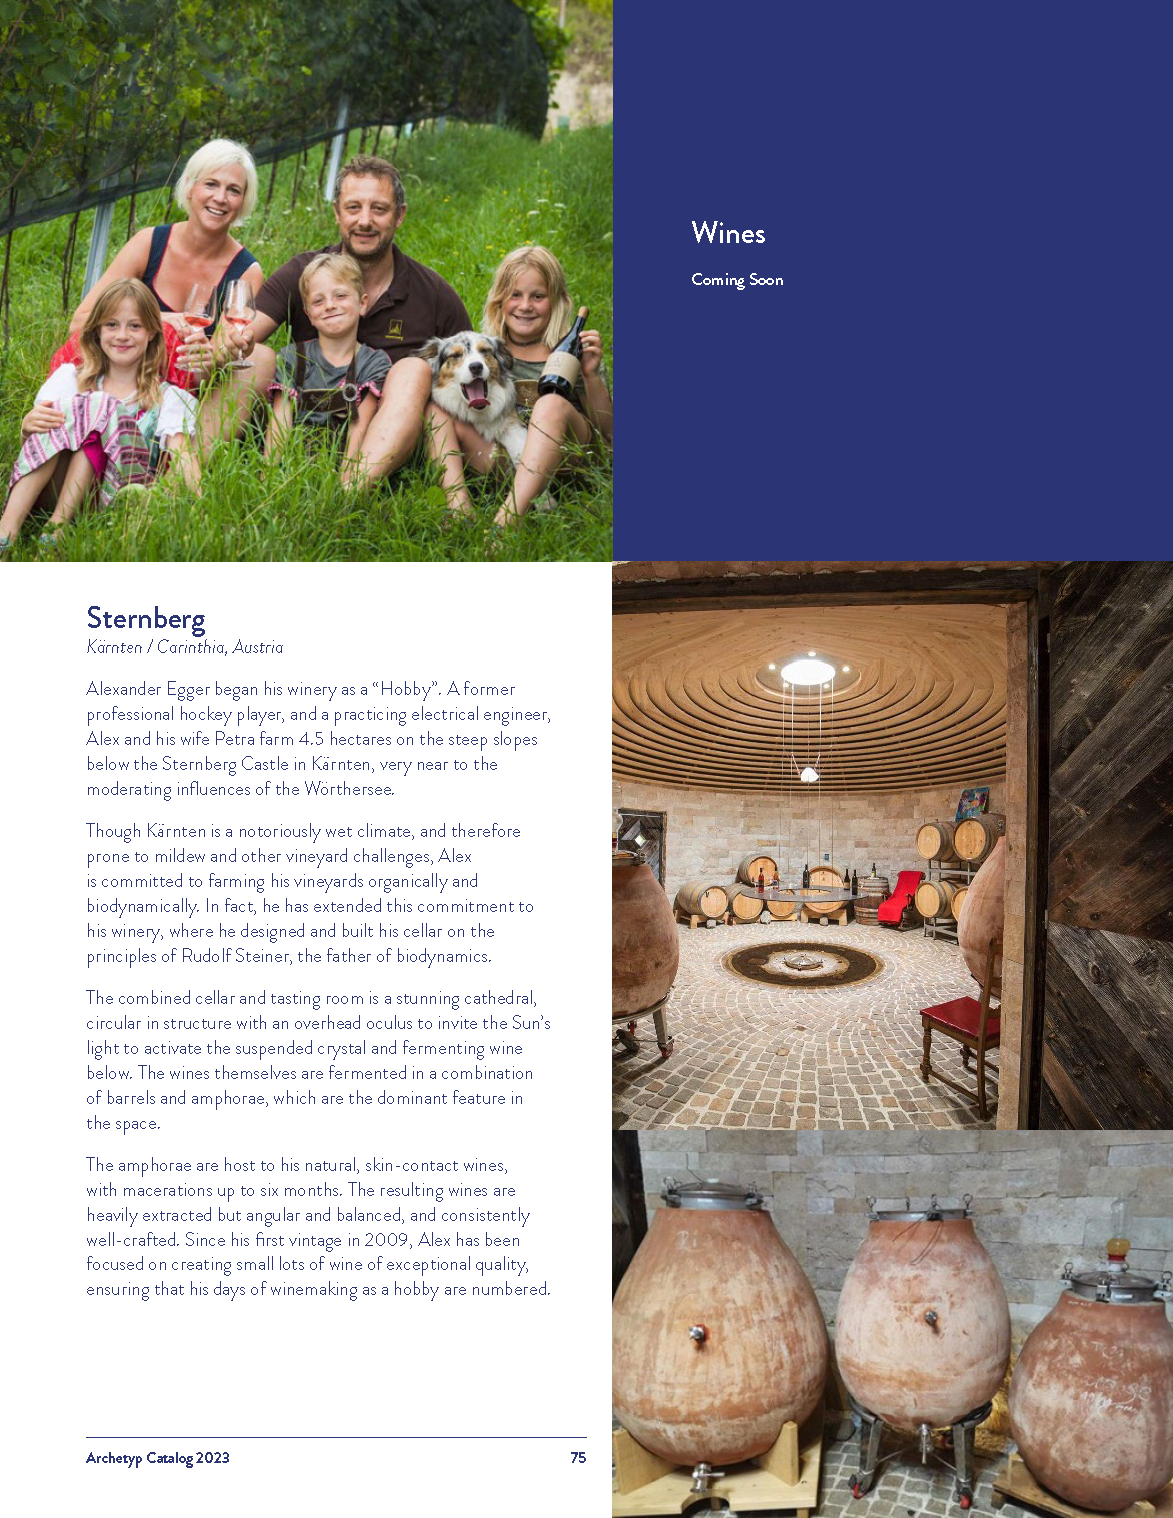 Wines
Coming Soon
Sternberg
Kärnten / Carinthia, Austria
Alexander Egger began his winery as a “Hobby”. A former
professional hockey player, and a practicing electrical engineer,
Alex and his wife Petra farm 4.5 hectares on the steep slopes
below the Sternberg Castle in Kärnten, very near to the
moderating influences of the Wörthersee.
Though Kärnten is a notoriously wet climate, and therefore
prone to mildew and other vineyard challenges, Alex
is committed to farming his vineyards organically and
biodynamically. In fact, he has extended this commitment to
his winery, where he designed and built his cellar on the
principles of Rudolf Steiner, the father of biodynamics.
The combined cellar and tasting room is a stunning cathedral,
circular in structure with an overhead oculus to invite the Sun’s
light to activate the suspended crystal and fermenting wine
below. The wines themselves are fermented in a combination
of barrels and amphorae, which are the dominant feature in
the space.
The amphorae are host to his natural, skin-contact wines,
with macerations up to six months. The resulting wines are
heavily extracted but angular and balanced, and consistently
well-crafted. Since his first vintage in 2009, Alex has been
focused on creating small lots of wine of exceptional quality,
ensuring that his days of winemaking as a hobby are numbered.
Archetyp Catalog 2023
75